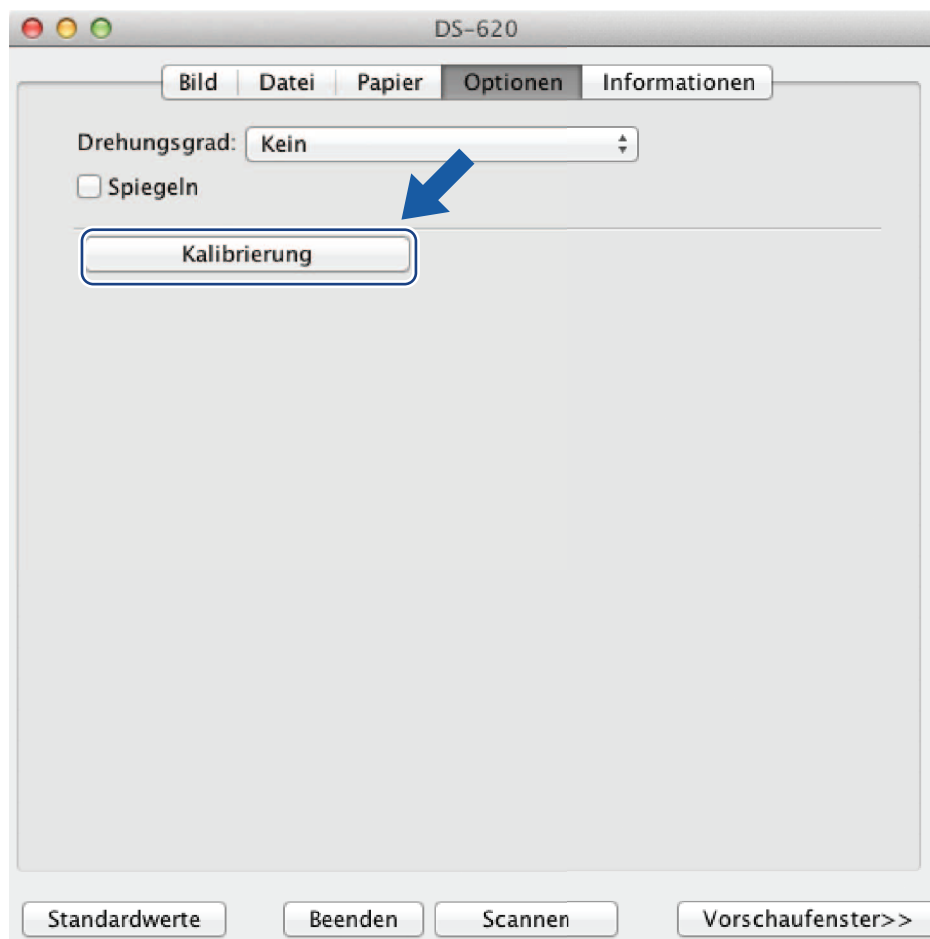 DS-620
Bild Datei Papier Optionen Informationen
Drehungsgrad: Kein
Spiegeln
Kalibrierung
Standardwerte Beenden Scannen Vorschaufenster>>